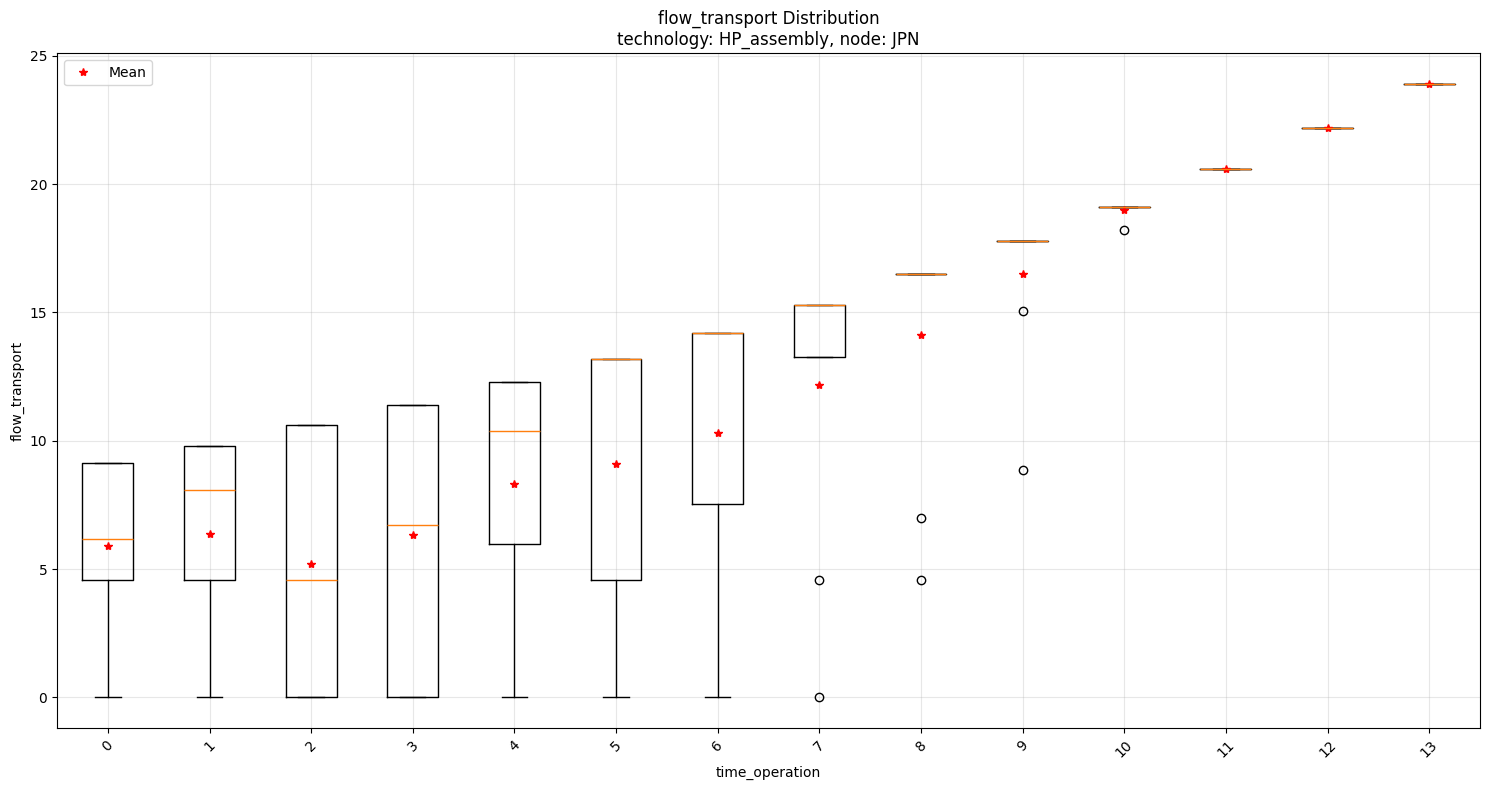 flow_transport Distribution
technology: HP_assembly, node: JPN
Mean
flow_transport
25
20
15
10
5
0
0 1 2 3 4 5 6 7 8 9 10 11 12 13
time_operation